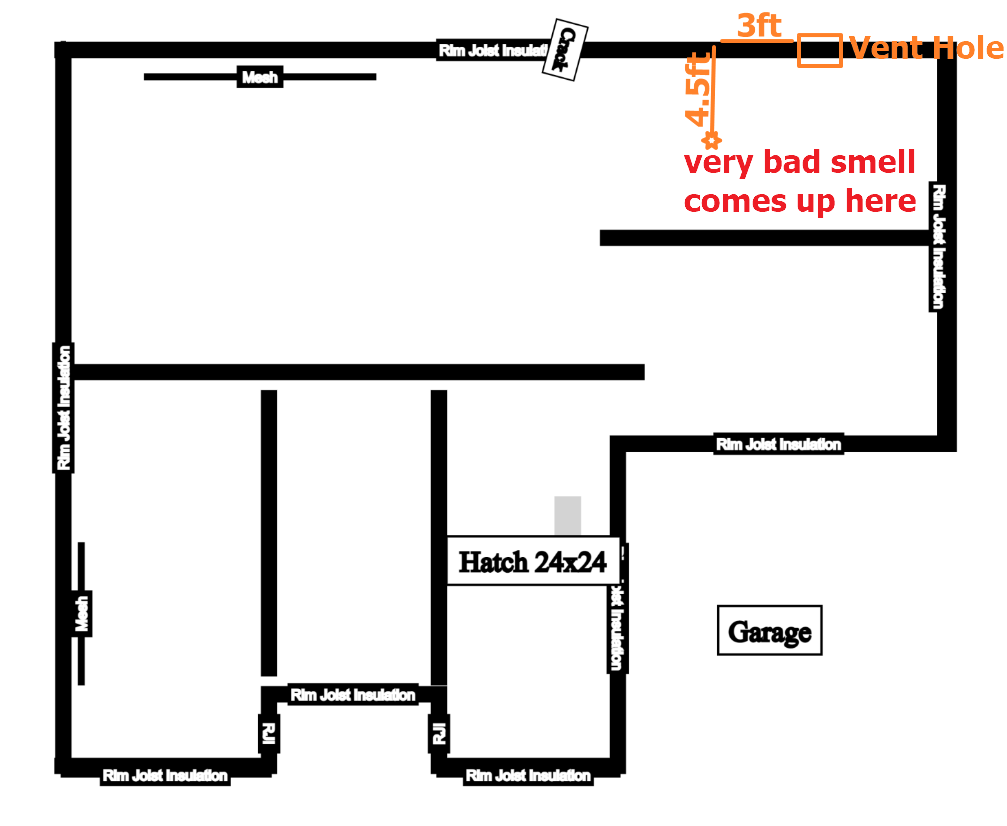 3ft
Rim Joist Insulati
Crack
Vent Hole
Mesh
4.5ft
very bad smell
comes up here
Rim Joist Insulation
Rim Joist Insulation
Rim Joist Insulation
Hatch 24x24
Mesh
oist Insulation
Garage
Rim Joist Insulation
RJI
RJI
Rim Joist Insulation
Rim Joist Insulation